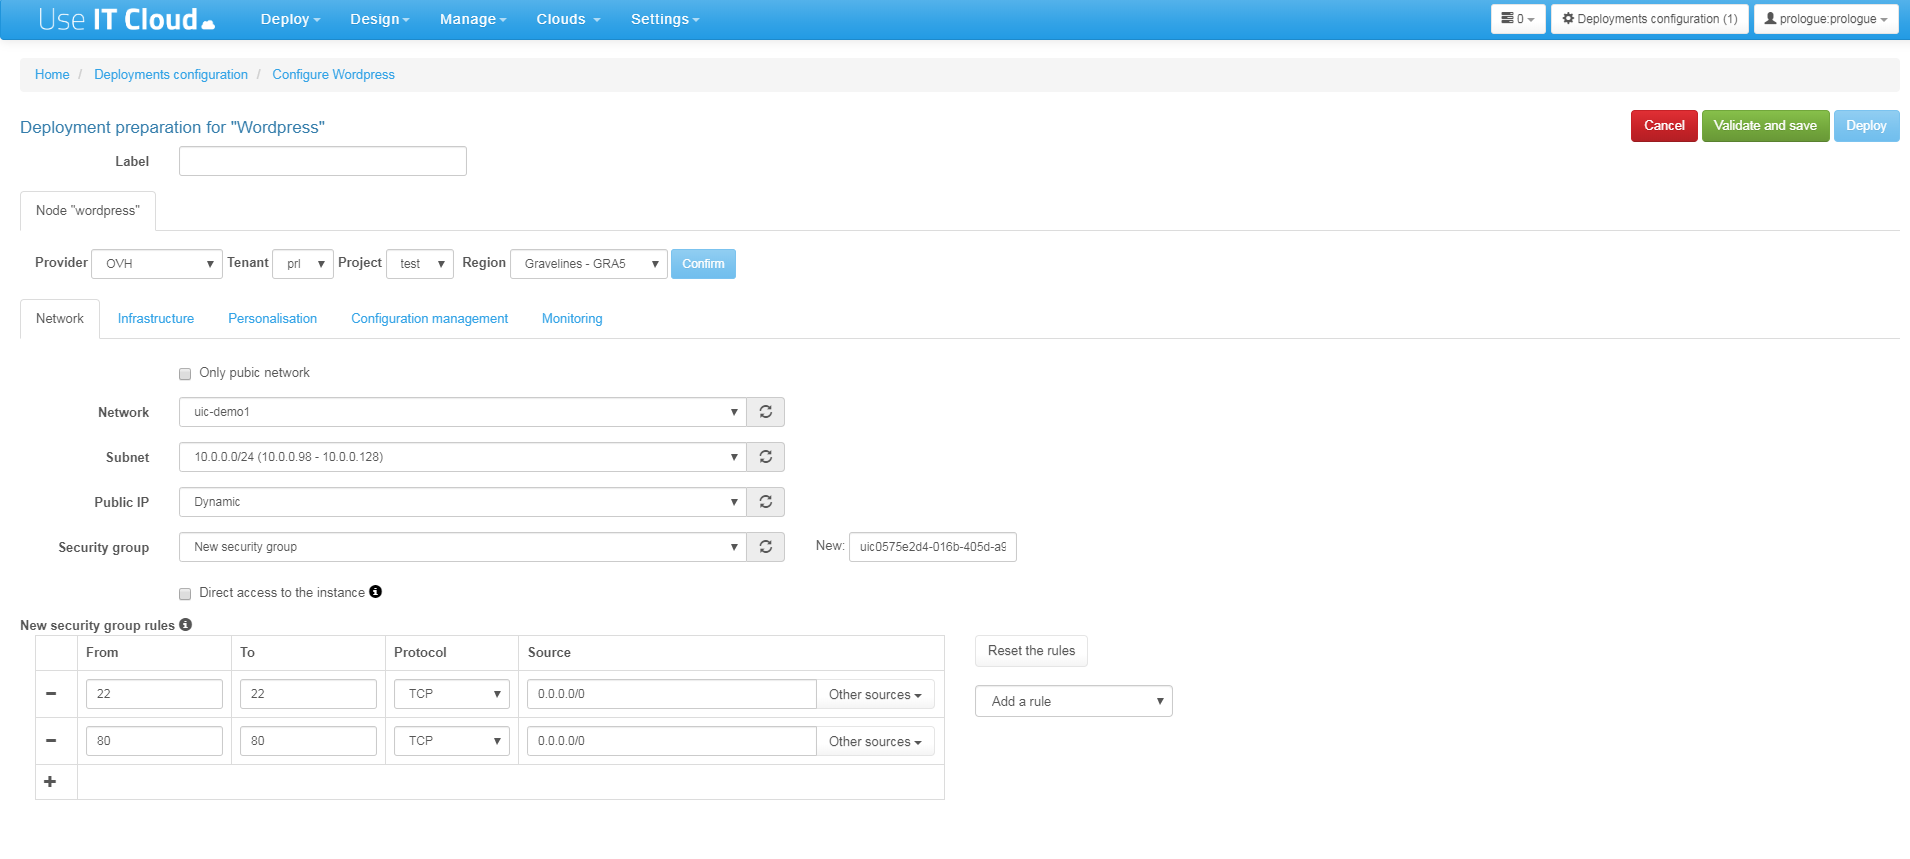 Use IT Cloud Deploy Design Manage Clouds Settings 0 Deployments configuration (1) prologue:prologue
Home / Deployments configuration / Configure Wordpress
Deployment preparation for "Wordpress" Cancel Validate and save Deploy
Label
Node "wordpress"
Provider OVH Tenant prl Project test Region Gravelines - GRA5 Confirm
Network Infrastructure Personalisation Configuration management Monitoring
Only pubic network
Network uic-demo1
Subnet 10.0.0.0/24 (10.0.0.98 - 10.0.0.128)
Public IP Dynamic
Security group New security group New: uic0575e2d4-016b-405d-a9
Direct access to the instance
New security group rules
From To Protocol Source Reset the rules
22 22 TCP 0.0.0.0/0 Other sources Add a rule
80 80 TCP 0.0.0.0/0 Other sources